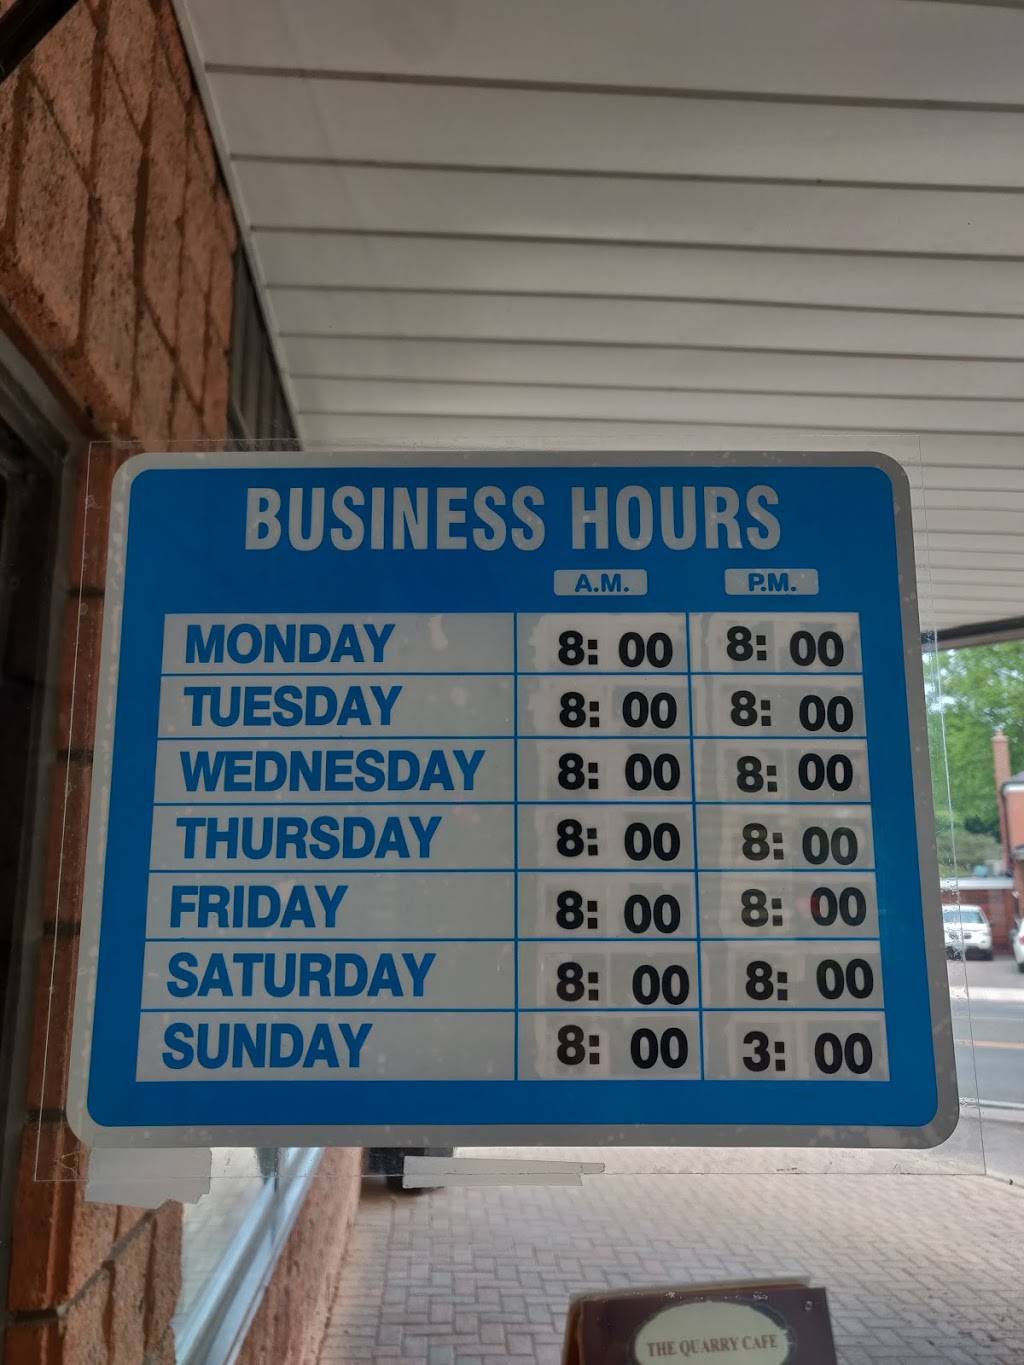 BUSINESS HOURS
A.M. P.M.
MONDAY 8: 00 8: 00
TUESDAY 8: 00 8: 00
WEDNESDAY 8: 00 8: 00
THURSDAY 8: 00 8: 00
FRIDAY 8: 00 8: 00
SATURDAY 8: 00 8: 00
SUNDAY 8: 00 3: 00
THE QUARRY CAFE